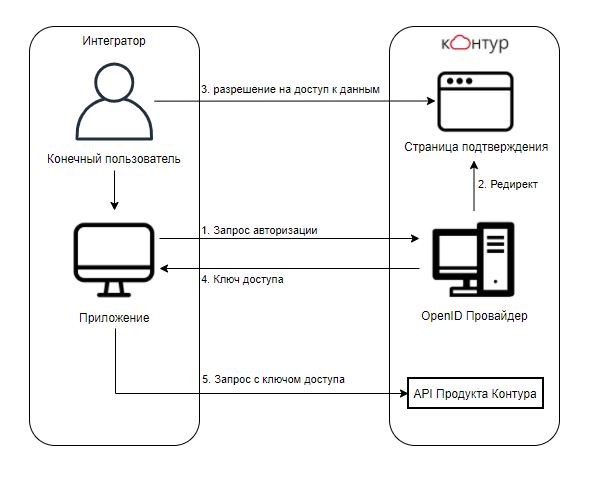 Интегратор
контур
3. разрешение на доступ к данным
Конечный пользователь
Страница подтверждения
2. Редирект
1. Запрос авторизации
4. Ключ доступа
Приложение
OpenID Провайдер
5. Запрос с ключом доступа
API Продукта Контура